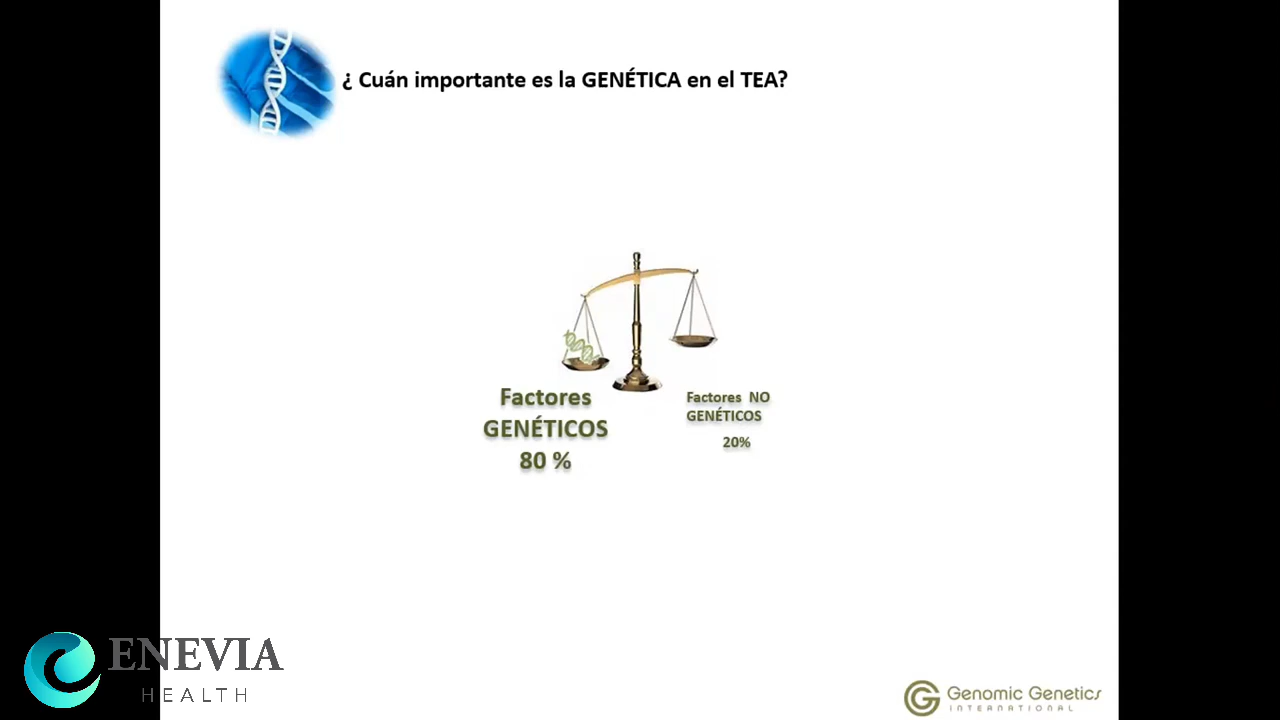 ¿ Cuán importante es la GENÉTICA en el TEA?
Factores
GENÉTICOS
80 %
Factores NO
GENÉTICOS
20%
ENEVIA
HEALTH
Genomic Genetics
INTERNATIONAL